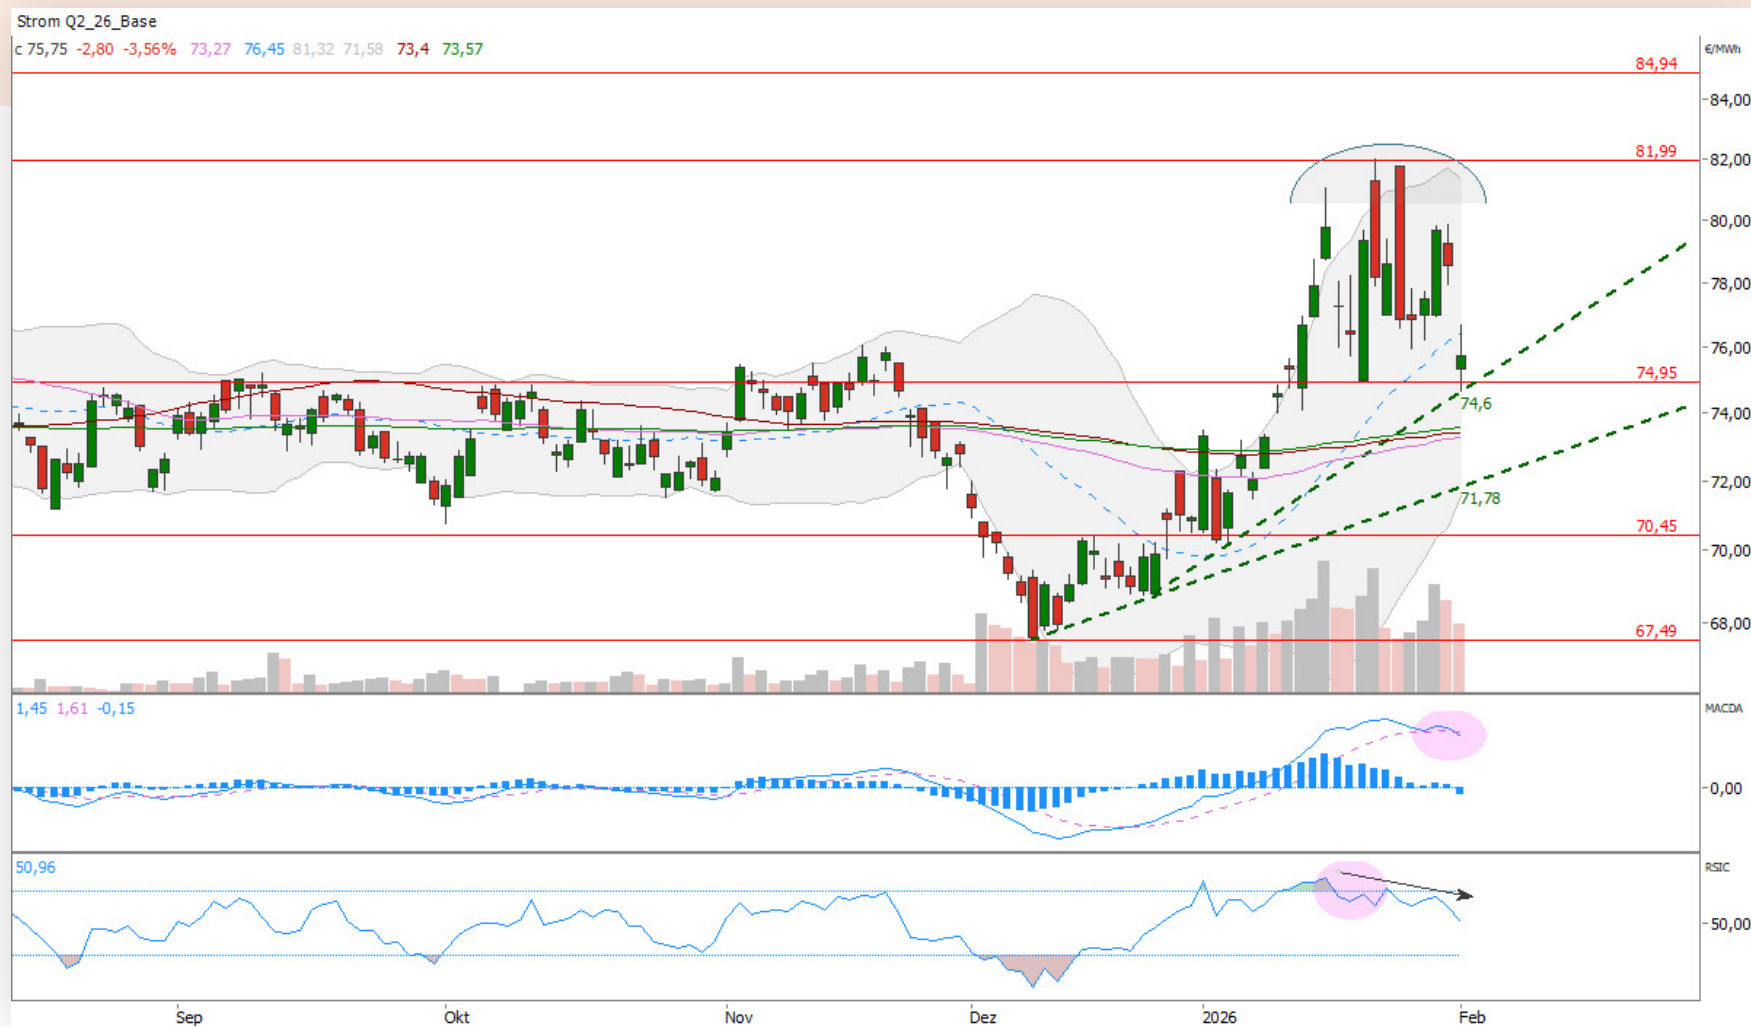 Strom Q2_26_Base
c 75,75 -2,80 -3,56% 73,27 76,45 81,32 71,58 73,4 73,57
€/MWh
84,94
84,00
81,99
82,00
80,00
78,00
76,00
74,95
74,6
74,00
72,00
71,78
70,45
70,00
67,49
68,00
1,45 1,61 -0,15
MACDA
0,00
50,96
RSIC
50,00
Sep Okt Nov Dez 2026 Feb